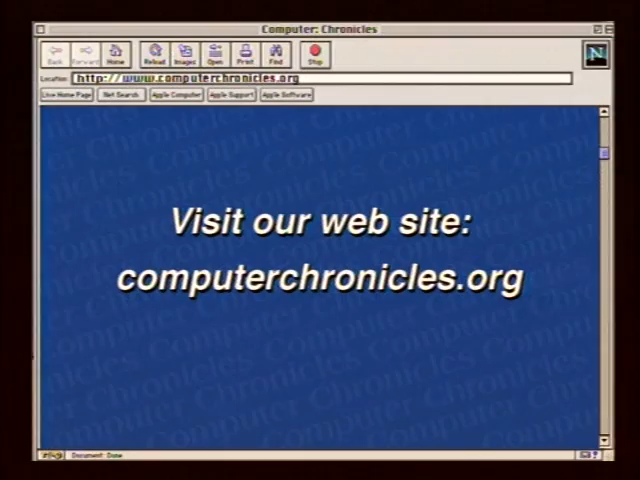 Computer: Chronicles
Back Forward Home Reload Images Open Print Find Stop
N
Location: http://www.computerchronicles.org
Live Home Page Net Search Apple Computer Apple Support Apple Software
Visit our web site:
computerchronicles.org
Document: Done